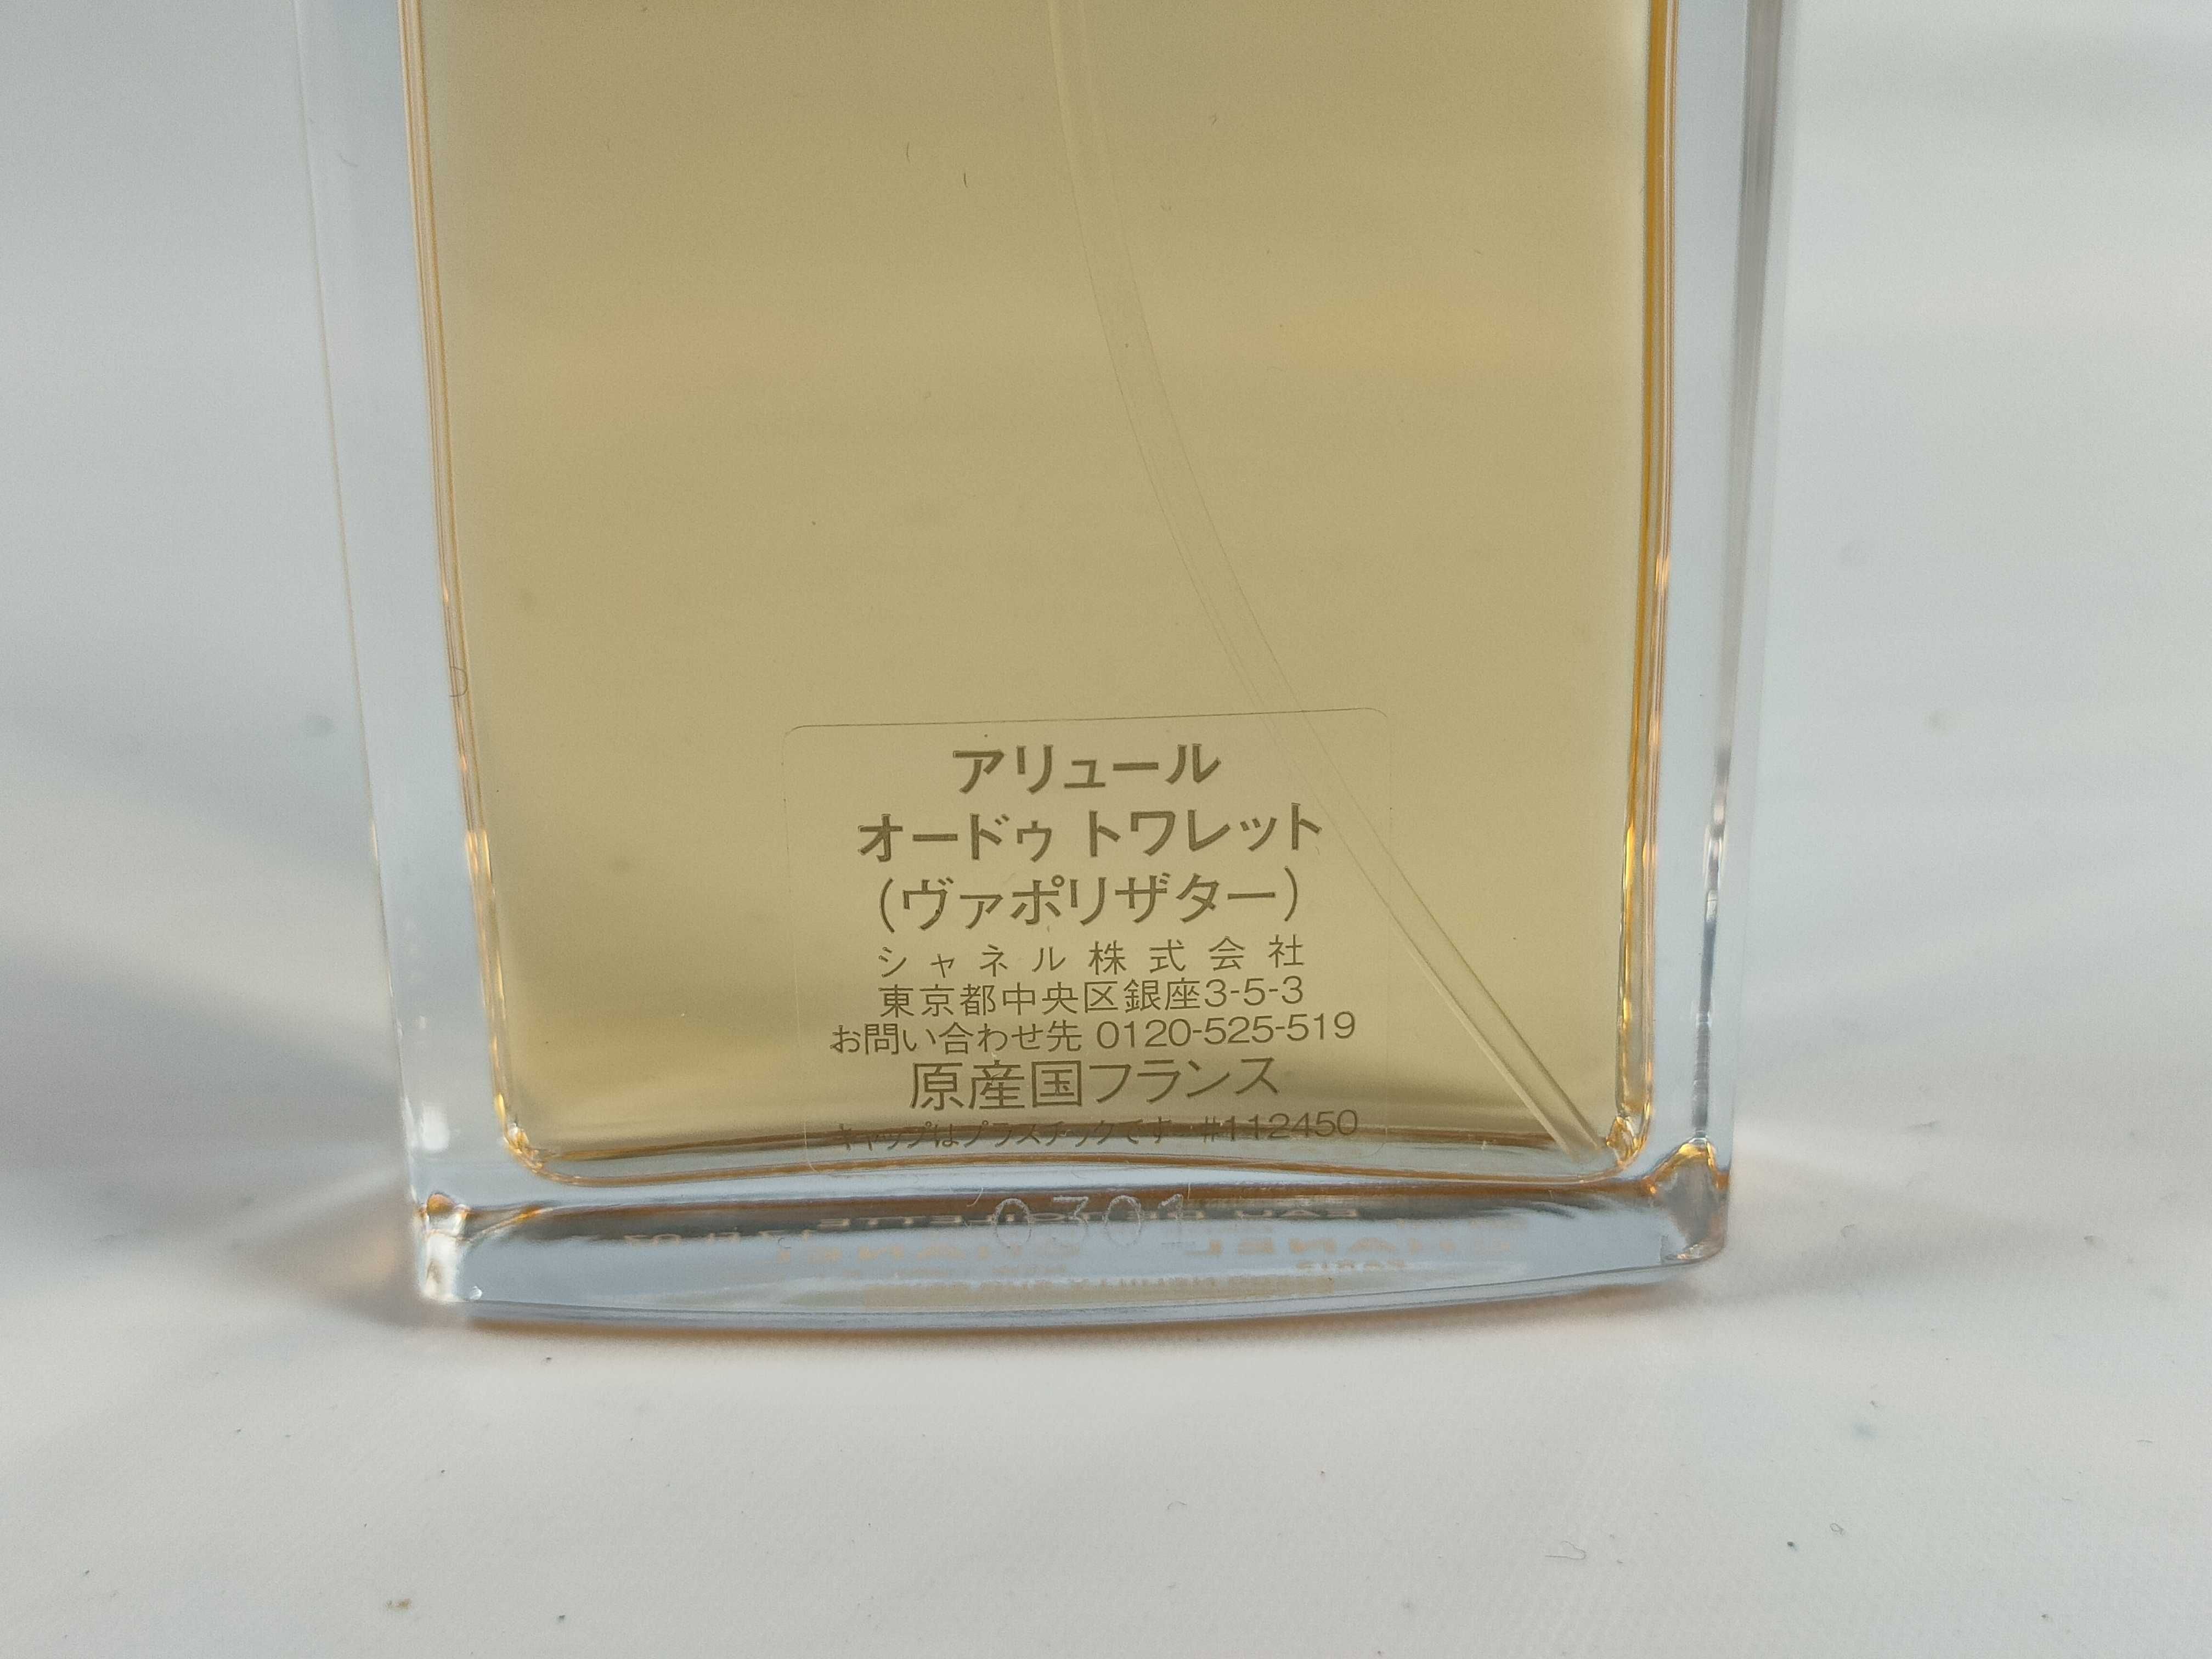 アリュール
オードゥ トワレット
(ヴァポリザター)
シャネル株式会社
東京都中央区銀座3-5-3
お問い合わせ先 0120-525-519
原産国フランス
キャップはプラスチックです #112450
0301